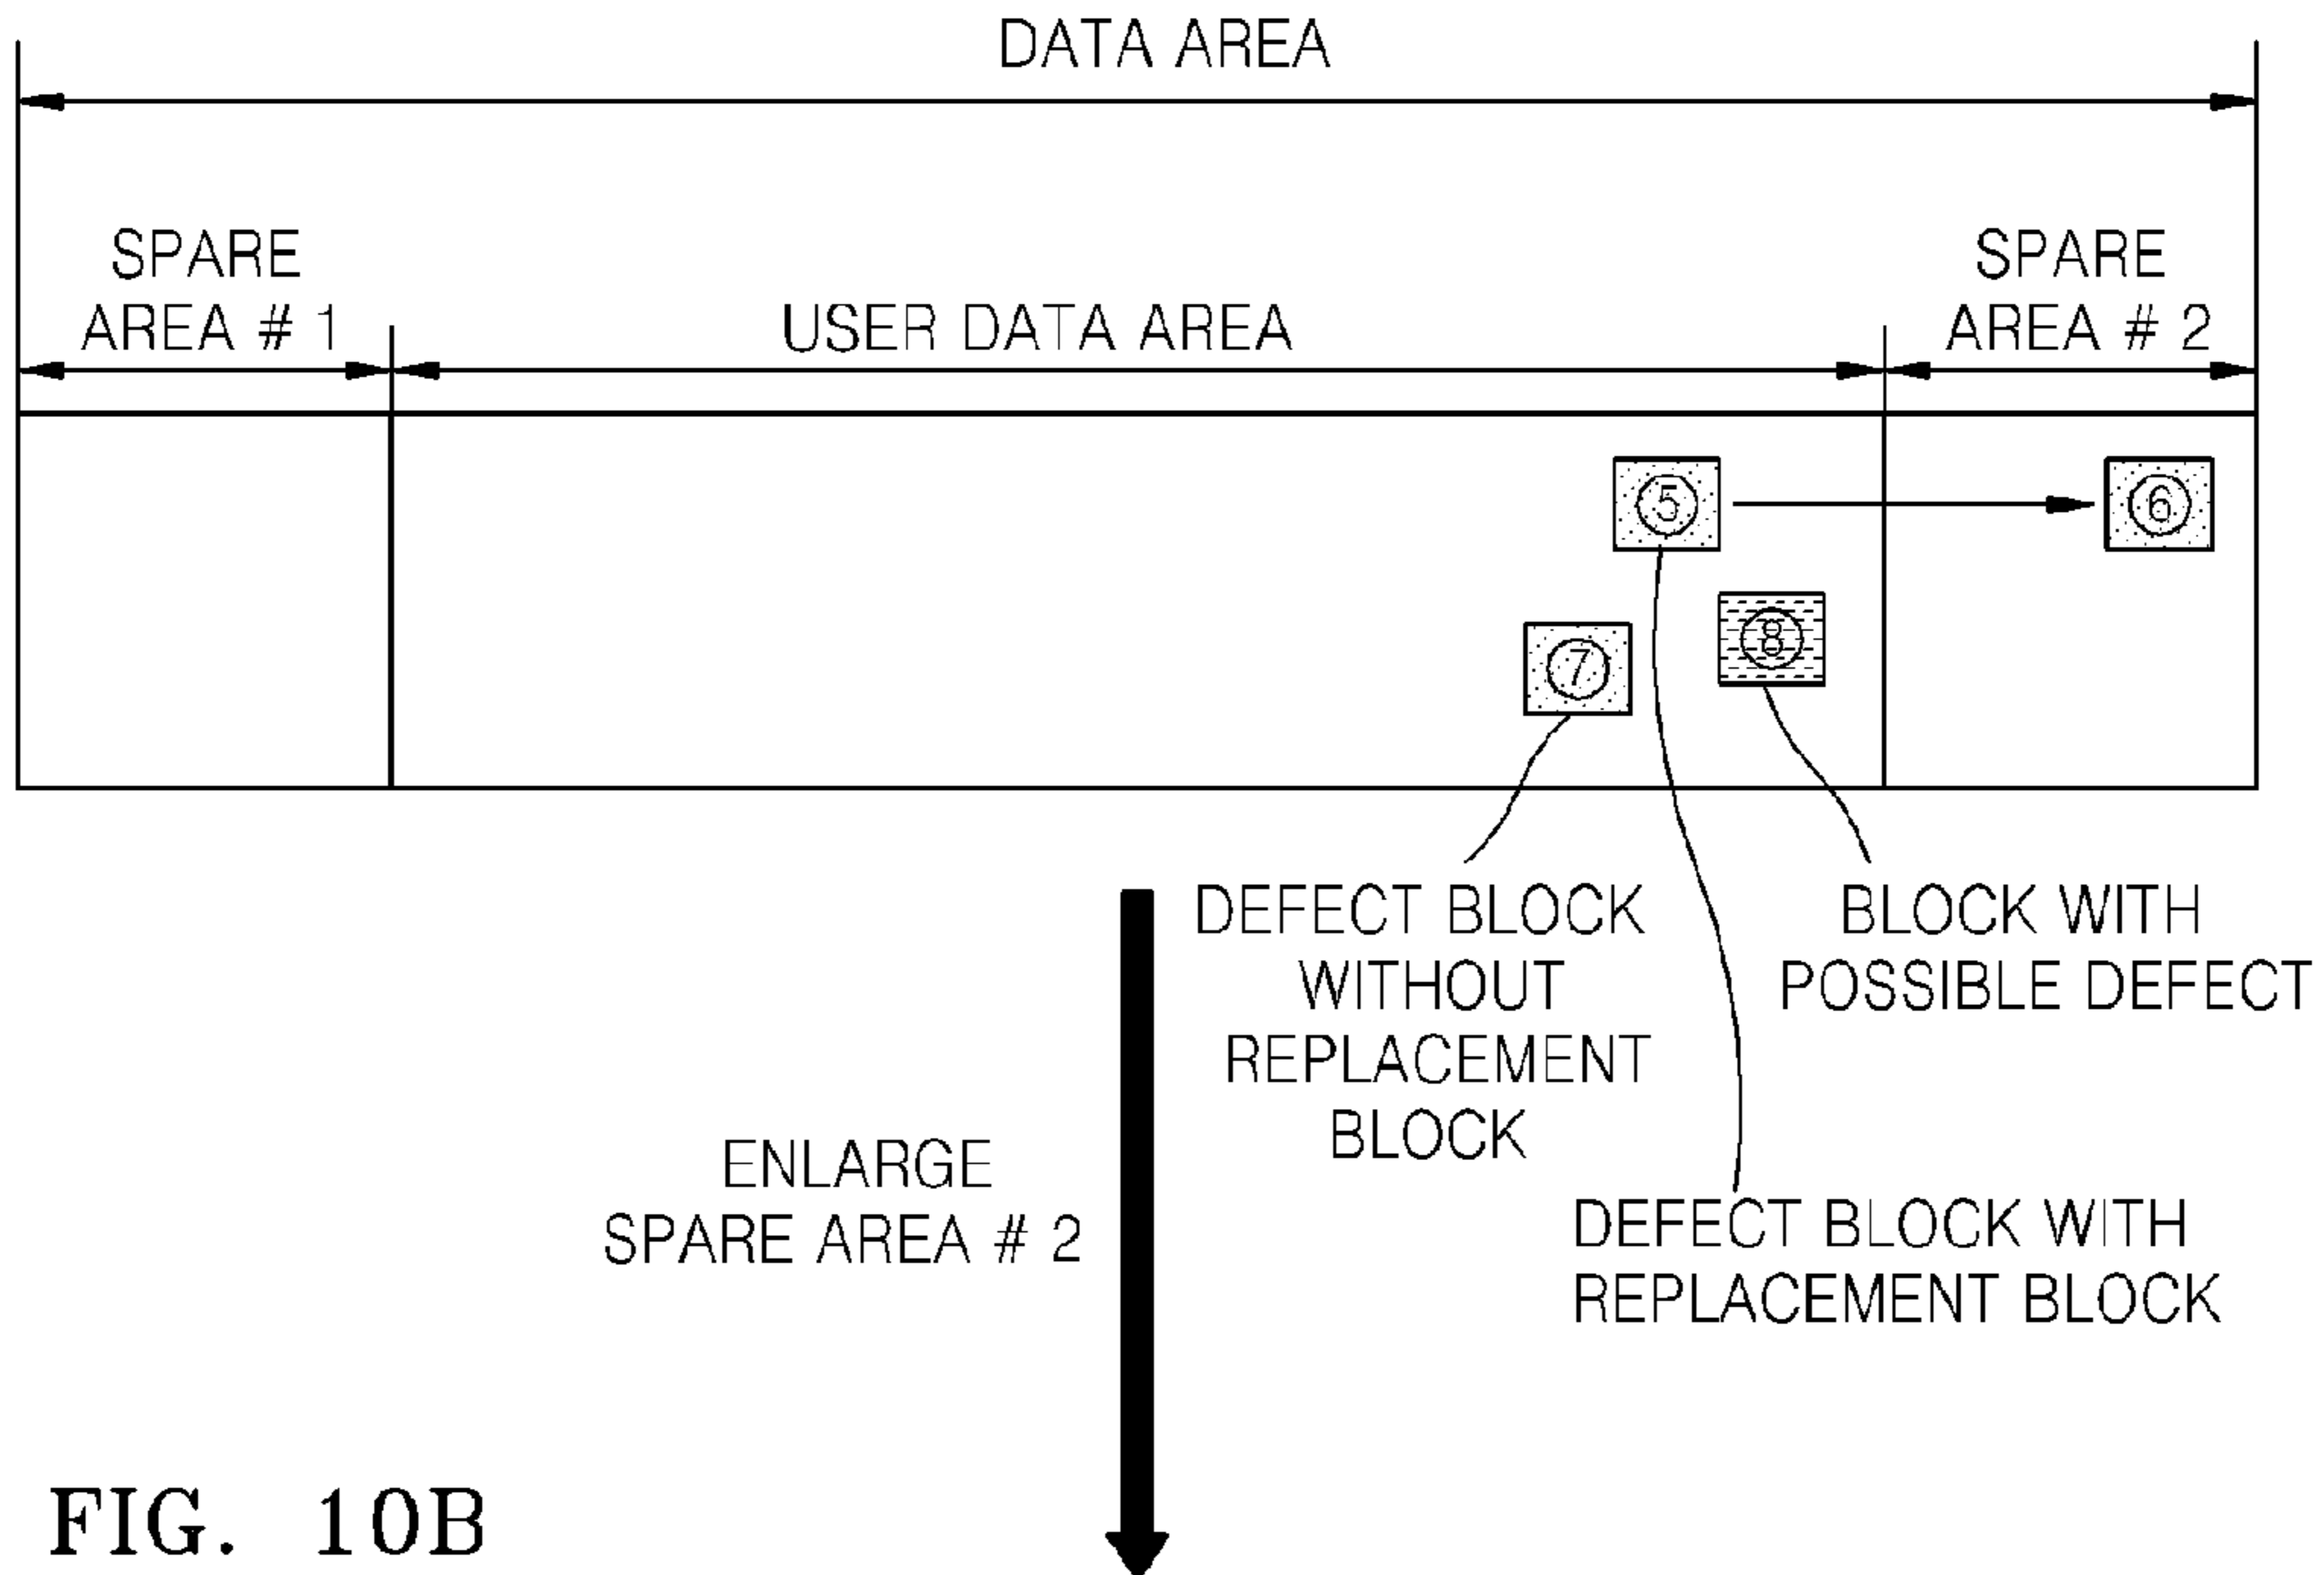 DATA AREA
SPARE
AREA # 1
USER DATA AREA
SPARE
AREA # 2
⑤
⑥
⑦
⑧
DEFECT BLOCK
WITHOUT
REPLACEMENT
BLOCK
BLOCK WITH
POSSIBLE DEFECT
DEFECT BLOCK WITH
REPLACEMENT BLOCK
ENLARGE
SPARE AREA # 2
FIG. 10B